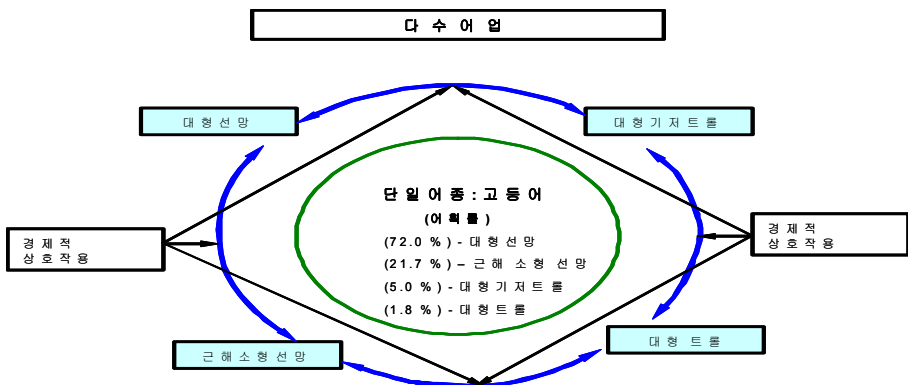 다 수 어 업
대 형 선 망
대 형 기 저 트 롤
단 일 어 종 : 고 등 어
(어 획 률)
(72.0 %) - 대 형 선 망
(21.7 %) – 근 해 소 형 선 망
(5.0 %) - 대 형 기 저 트 롤
(1.8 %) - 대 형 트 롤
경 제 적
상 호 작 용
경 제 적
상 호 작 용
근 해 소 형 선 망
대 형 트 롤